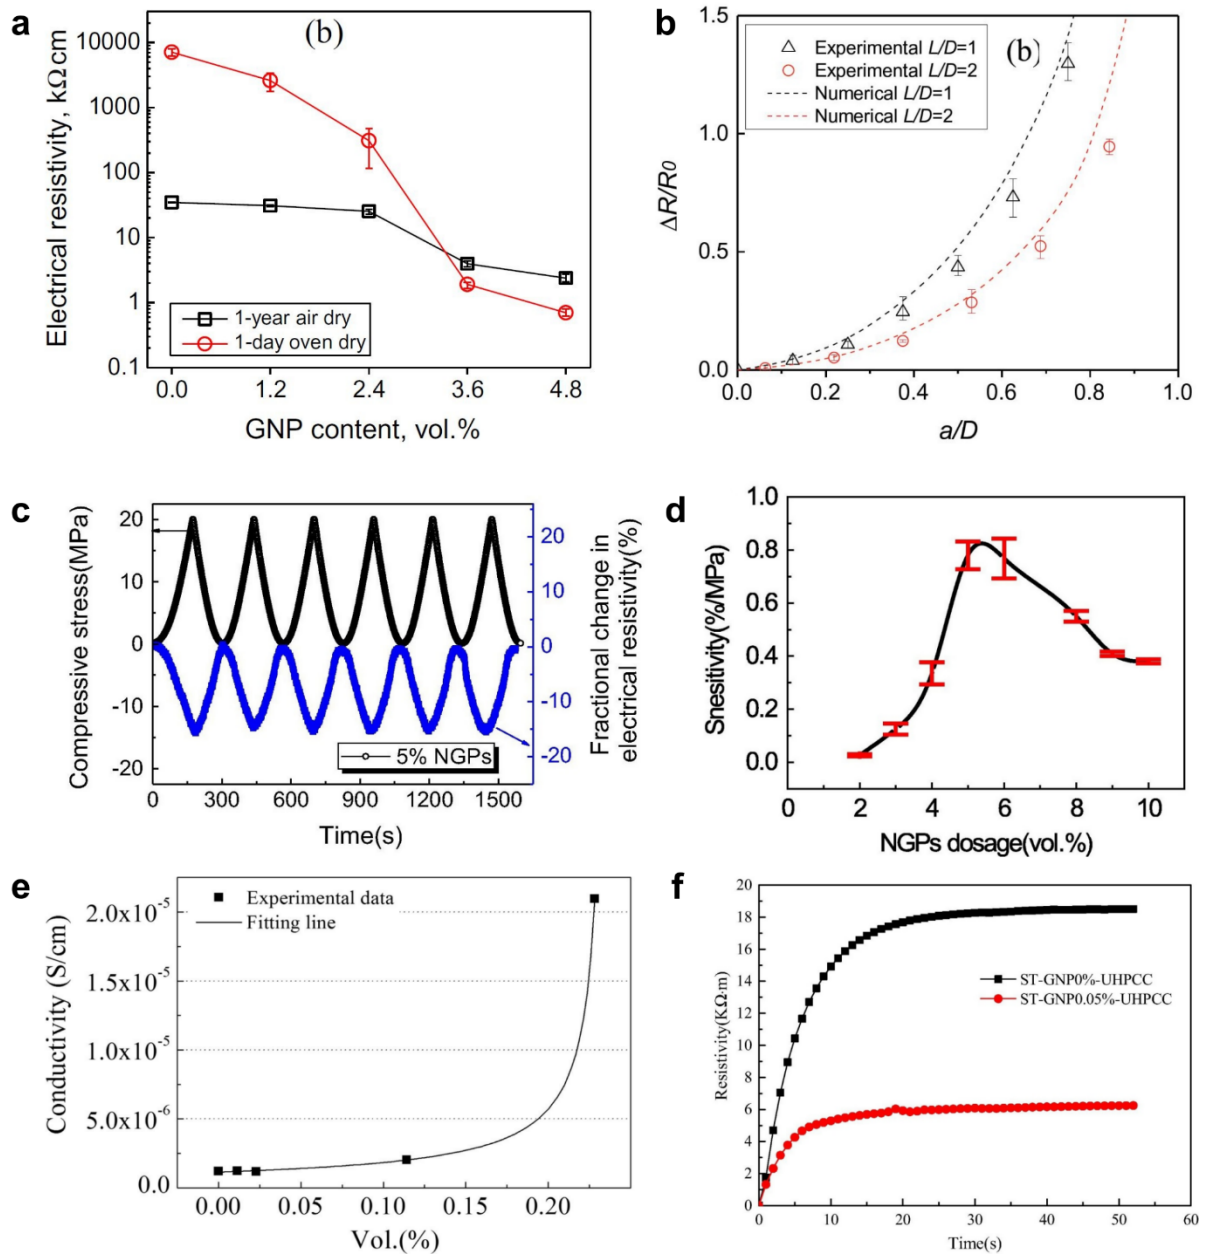 a
(b)
Electrical resistivity, kΩcm
10000
1000
100
10
1
0.1
1-year air dry
1-day oven dry
0.0 1.2 2.4 3.6 4.8
GNP content, vol.%
b
(b)
ΔR/R0
1.5
1.0
0.5
0.0
Experimental L/D=1
Experimental L/D=2
Numerical L/D=1
Numerical L/D=2
0.0 0.2 0.4 0.6 0.8 1.0
a/D
c
Compressive stress(MPa)
20
10
0
-10
-20
Fractional change in
electrical resistivity(%)
20
10
0
-10
-20
5% NGPs
0 300 600 900 1200 1500
Time(s)
d
Snesitivity(%/MPa)
1.0
0.8
0.6
0.4
0.2
0.0
0 2 4 6 8 10
NGPs dosage(vol.%)
e
Conductivity (S/cm)
2.0x10-5
1.5x10-5
1.0x10-5
5.0x10-6
0.0
Experimental data
Fitting line
0.00 0.05 0.10 0.15 0.20
Vol.(%)
f
Resistivity(KΩ·m)
20
18
16
14
12
10
8
6
4
2
0
ST-GNP0%-UHPCC
ST-GNP0.05%-UHPCC
0 10 20 30 40 50 60
Time(s)